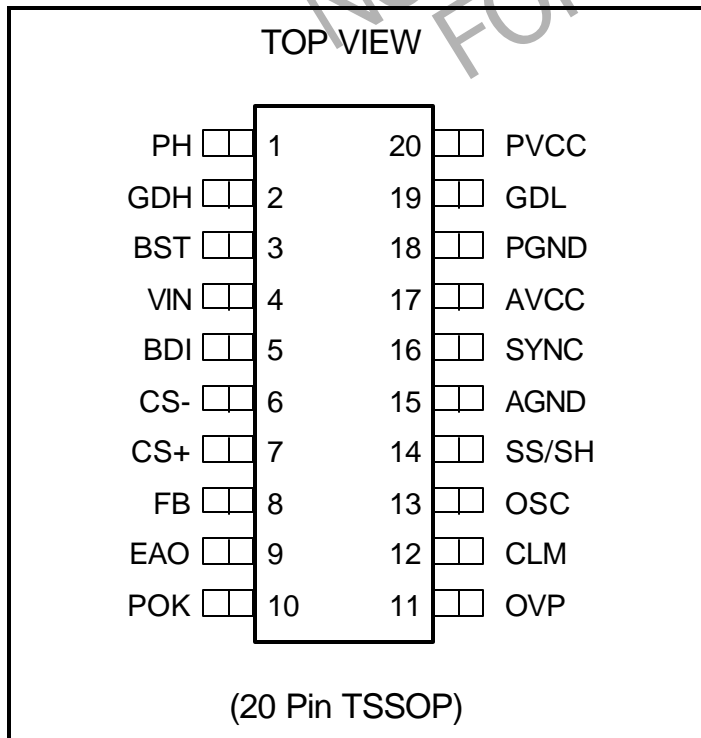 TOP VIEW
PH 1 20 PVCC
GDH 2 19 GDL
BST 3 18 PGND
VIN 4 17 AVCC
BDI 5 16 SYNC
CS- 6 15 AGND
CS+ 7 14 SS/SH
FB 8 13 OSC
EAO 9 12 CLM
POK 10 11 OVP
(20 Pin TSSOP)